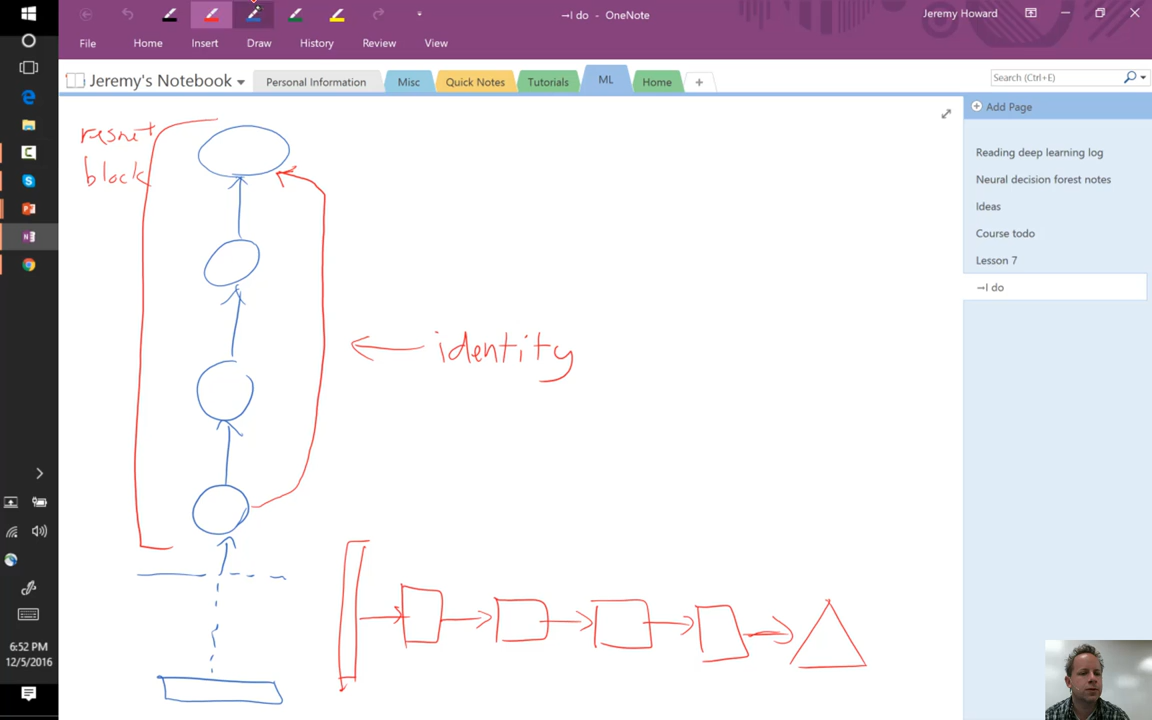 →I do - OneNote
Jeremy Howard
File
Home
Insert
Draw
History
Review
View
Jeremy's Notebook
Personal Information
Misc
Quick Notes
Tutorials
ML
Home
Search (Ctrl+E)
Add Page
Reading deep learning log
Neural decision forest notes
Ideas
Course todo
Lesson 7
→I do
resnet
block
identity
6:52 PM
12/5/2016